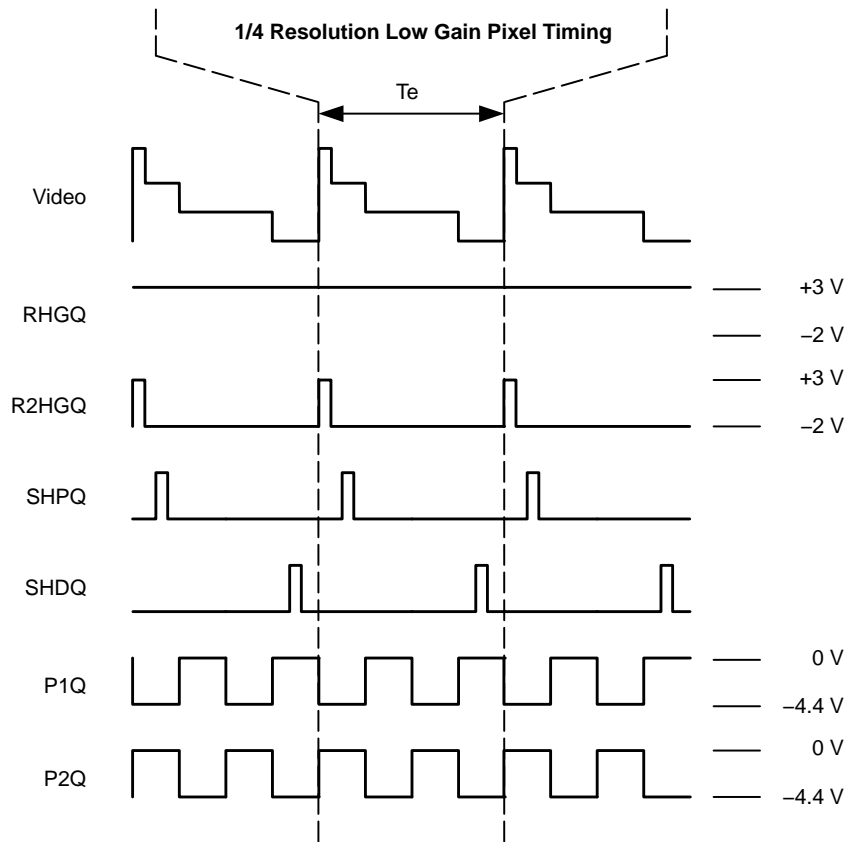 1/4 Resolution Low Gain Pixel Timing
Te
Video
RHGQ
+3 V
–2 V
R2HGQ
+3 V
–2 V
SHPQ
SHDQ
P1Q
0 V
–4.4 V
P2Q
0 V
–4.4 V